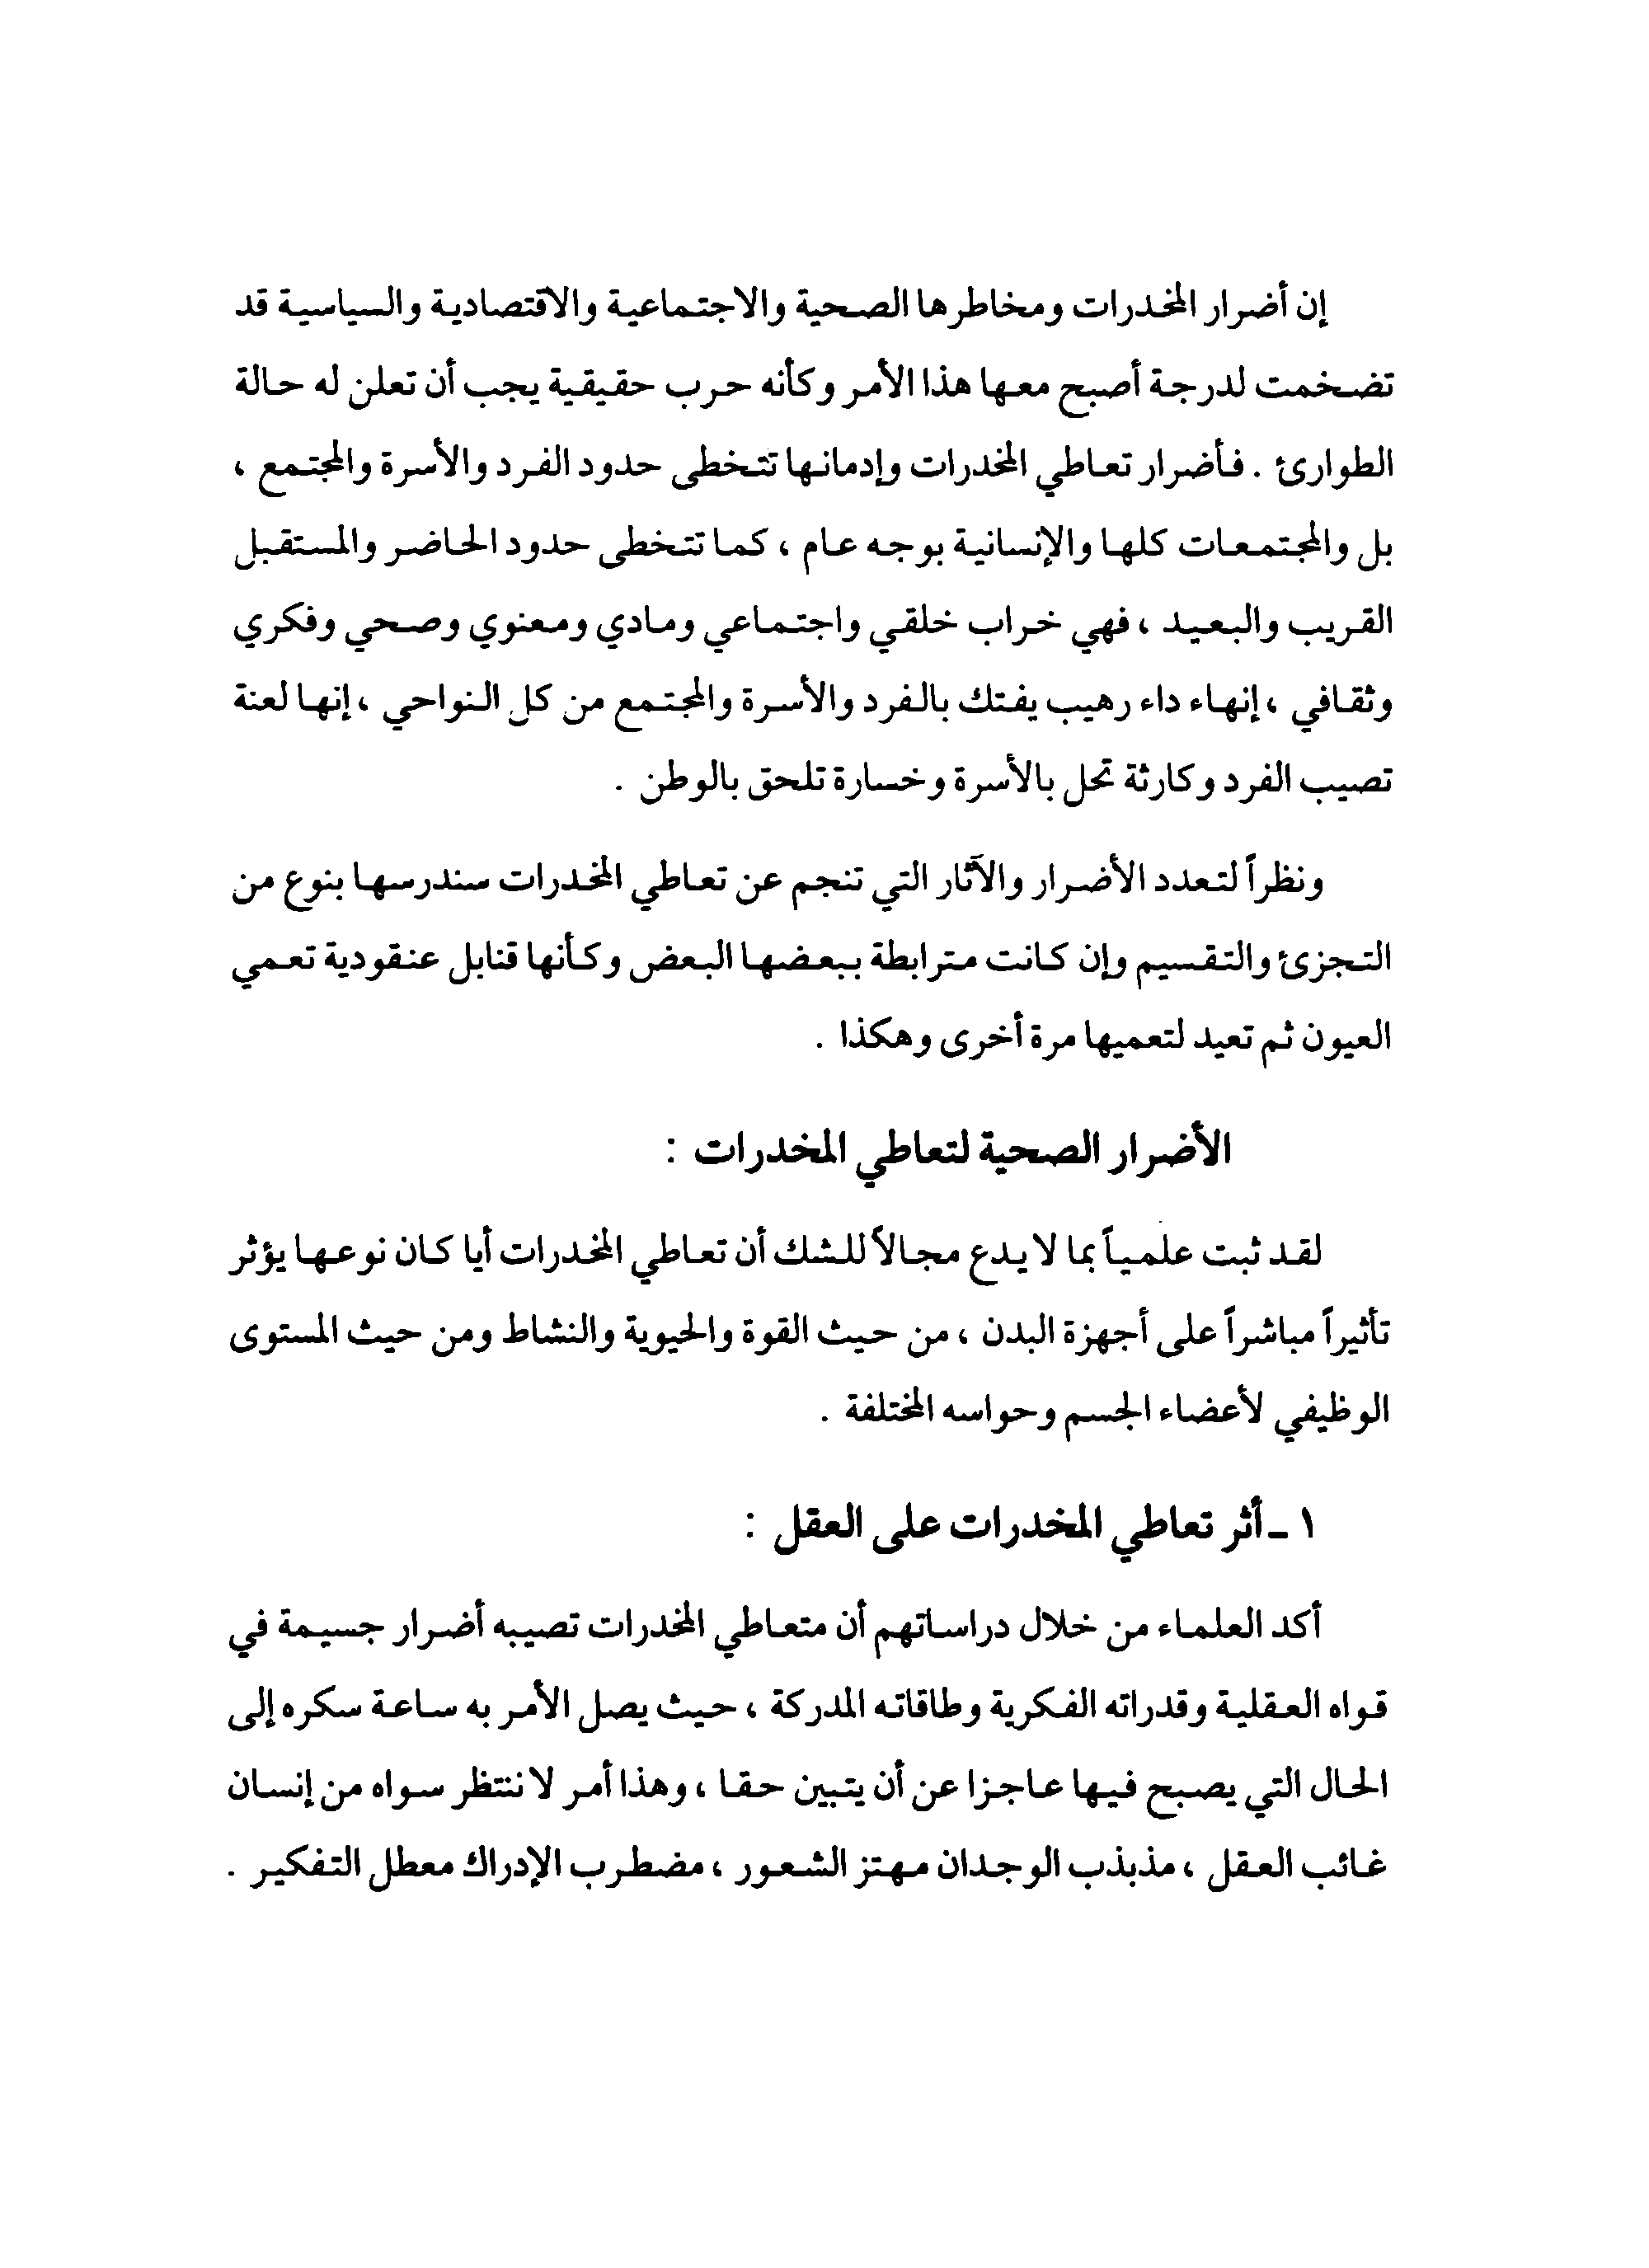 إن أضرار المخدرات ومخاطرها الصحية والاجتماعية والاقتصادية والسياسية قد
تضخمت لدرجة أصبح معها هذا الأمر وكأنه حرب حقيقية يجب أن تعلن له حالة
الطوارئ . فأضرار تعاطي المخدرات وإدمانها تتخطى حدود الفرد والأسرة والمجتمع ،
بل والمجتمعات كلها والإنسانية بوجه عام ، كما تتخطى حدود الحاضر والمستقبل
القريب والبعيد ، فهي خراب خلقي واجتماعي ومادي ومعنوي وصحي وفكري
وثقافي ، إنهاء داء رهيب يفتك بالفرد والأسرة والمجتمع من كل النواحي ، إنها لعنة
تصيب الفرد وكارثة تحل بالأسرة وخسارة تلحق بالوطن .
ونظراً لتعدد الأضرار والآثار التي تنجم عن تعاطي المخدرات سندرسها بنوع من
التجزئ والتقسيم وإن كانت مترابطة ببعضها البعض وكأنها قنابل عنقودية تعمي
العيون ثم تعيد لتعميها مرة أخرى وهكذا .
الأضرار الصحية لتعاطي المخدرات :
لقد ثبت علمياً بما لا يدع مجالاً للشك أن تعاطي المخدرات أيا كان نوعها يؤثر
تأثيراً مباشراً على أجهزة البدن ، من حيث القوة والحيوية والنشاط ومن حيث المستوى
الوظيفي لأعضاء الجسم وحواسه المختلفة .
١ ـ أثر تعاطي المخدرات على العقل :
أكد العلماء من خلال دراساتهم أن متعاطي المخدرات تصيبه أضرار جسيمة في
قواه العقلية وقدراته الفكرية وطاقاته المدركة ، حيث يصل الأمر به ساعة سكره إلى
الحال التي يصبح فيها عاجزا عن أن يتبين حقا ، وهذا أمر لا ننتظر سواه من إنسان
غائب العقل ، مذبذب الوجدان مهتز الشعور ، مضطرب الإدراك معطل التفكير .